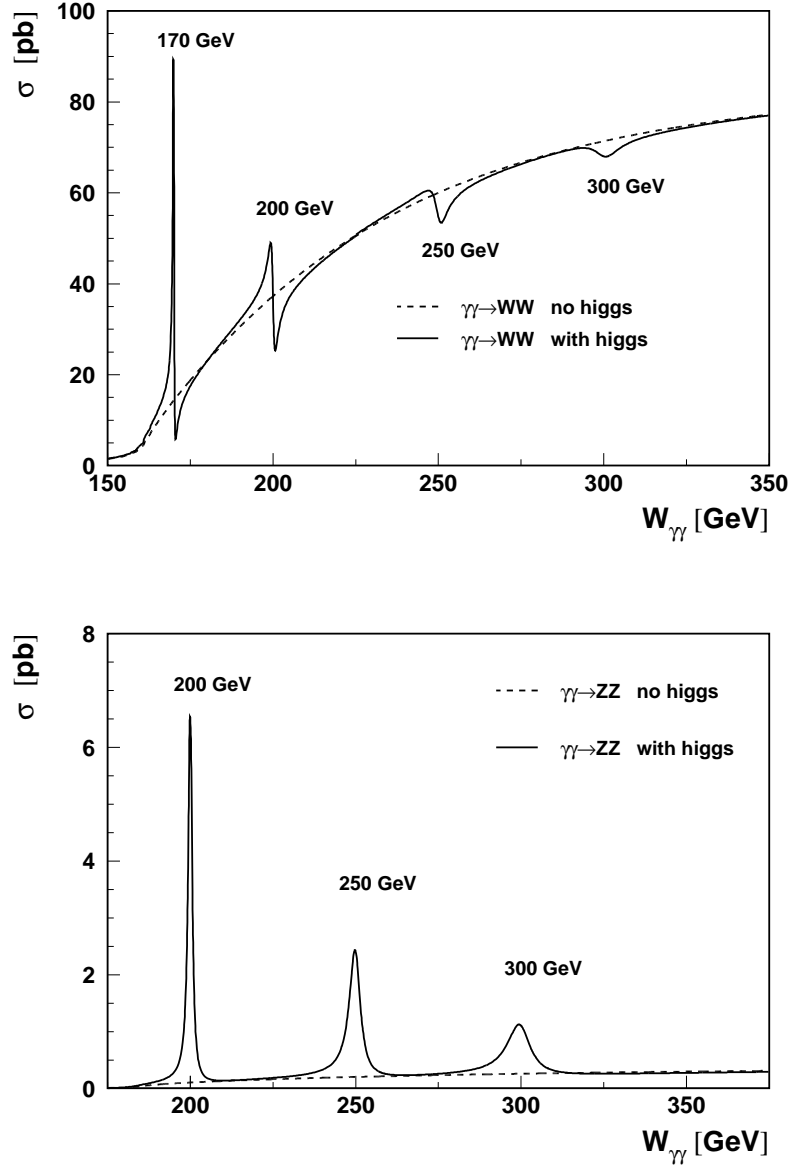 σ [pb]
100
80
60
40
20
0
170 GeV
200 GeV
250 GeV
300 GeV
γγ→WW no higgs
γγ→WW with higgs
150 200 250 300 350
Wγγ [GeV]
σ [pb]
8
6
4
2
0
200 GeV
250 GeV
300 GeV
γγ→ZZ no higgs
γγ→ZZ with higgs
200 250 300 350
Wγγ [GeV]